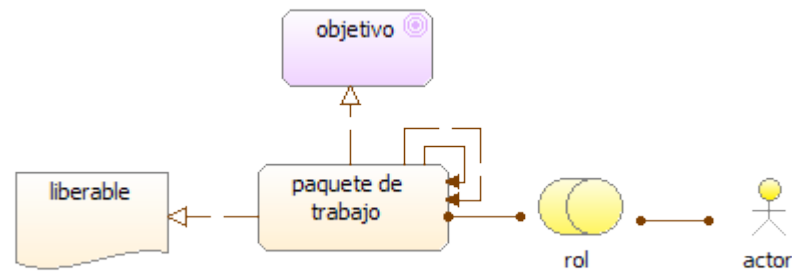 objetivo
liberable
paquete de
trabajo
rol
actor